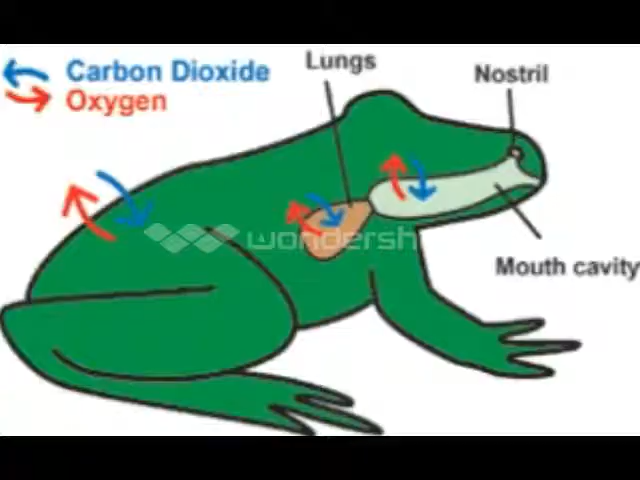 Lungs
Carbon Dioxide
Nostril
Oxygen
wondersh
Mouth cavity